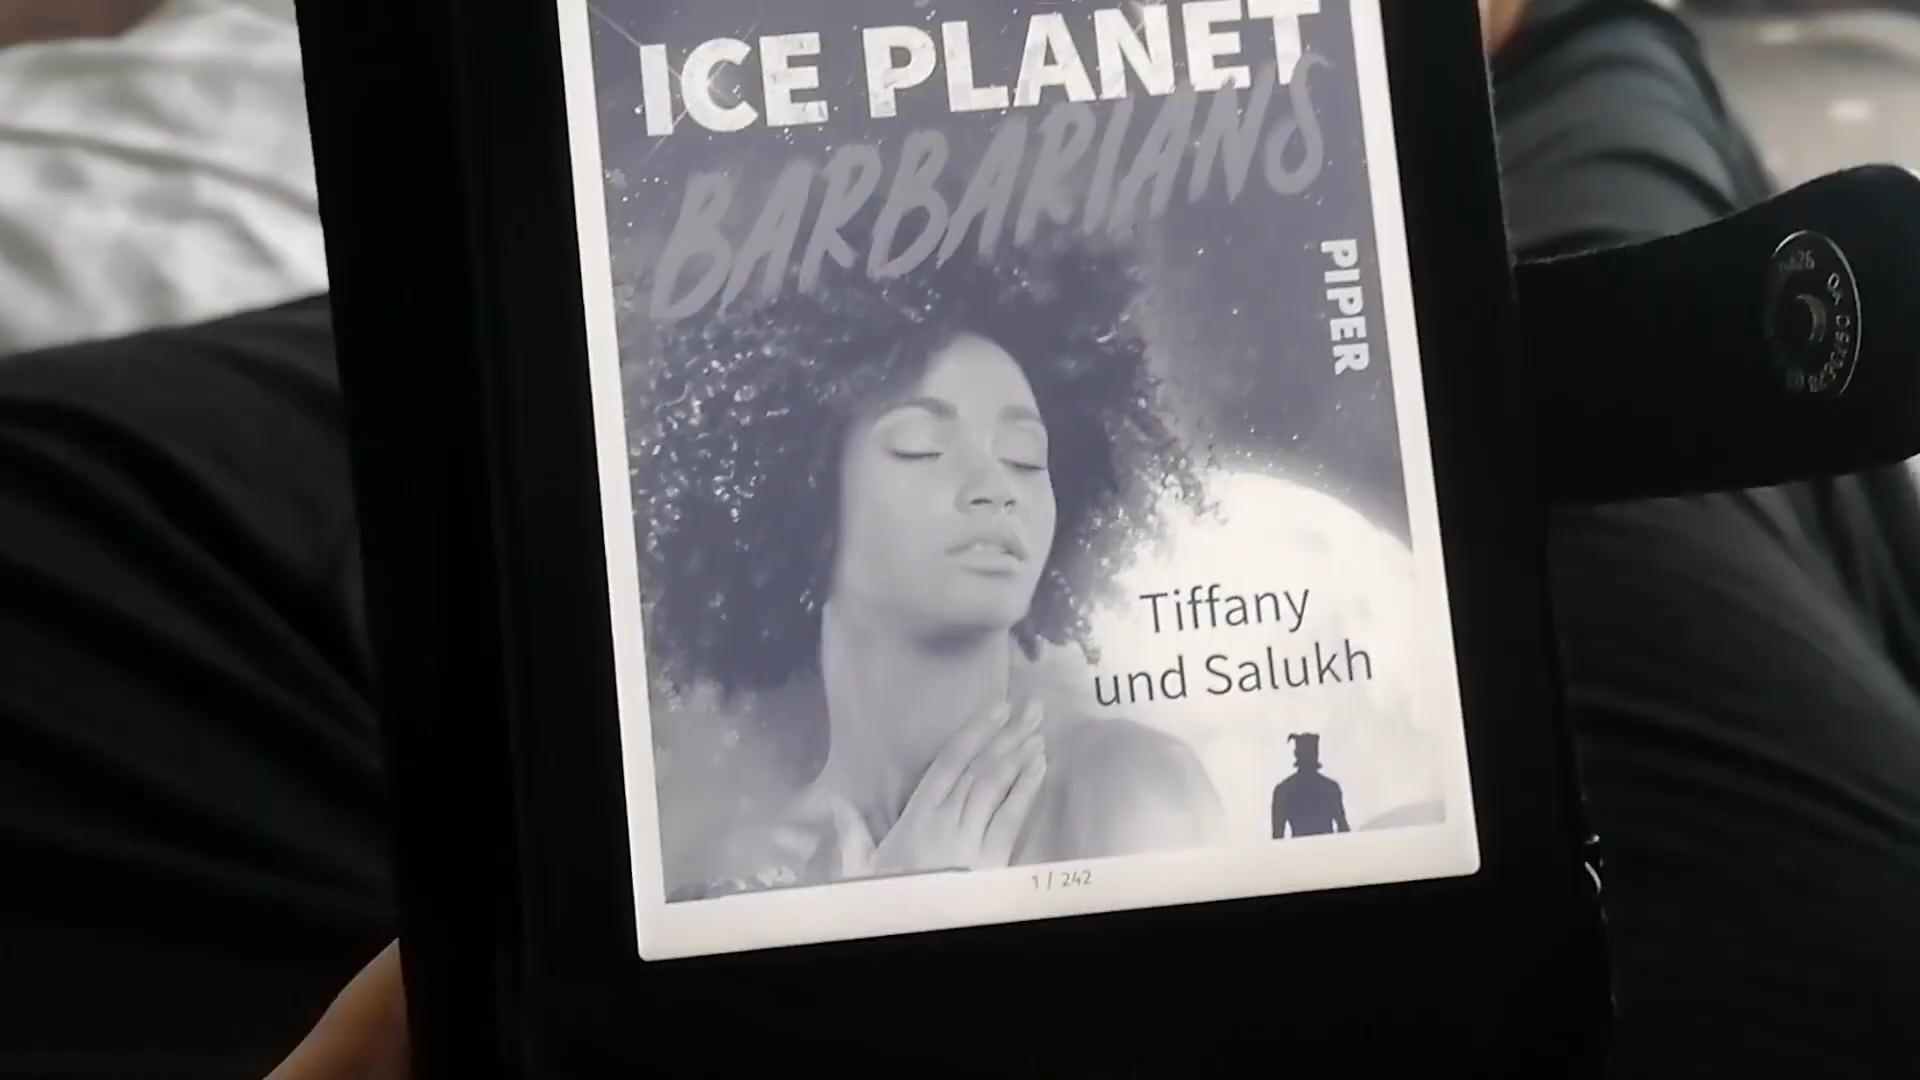 ICE PLANET
BARBARIANS
PIPER
Tiffany
und Salukh
1 / 242